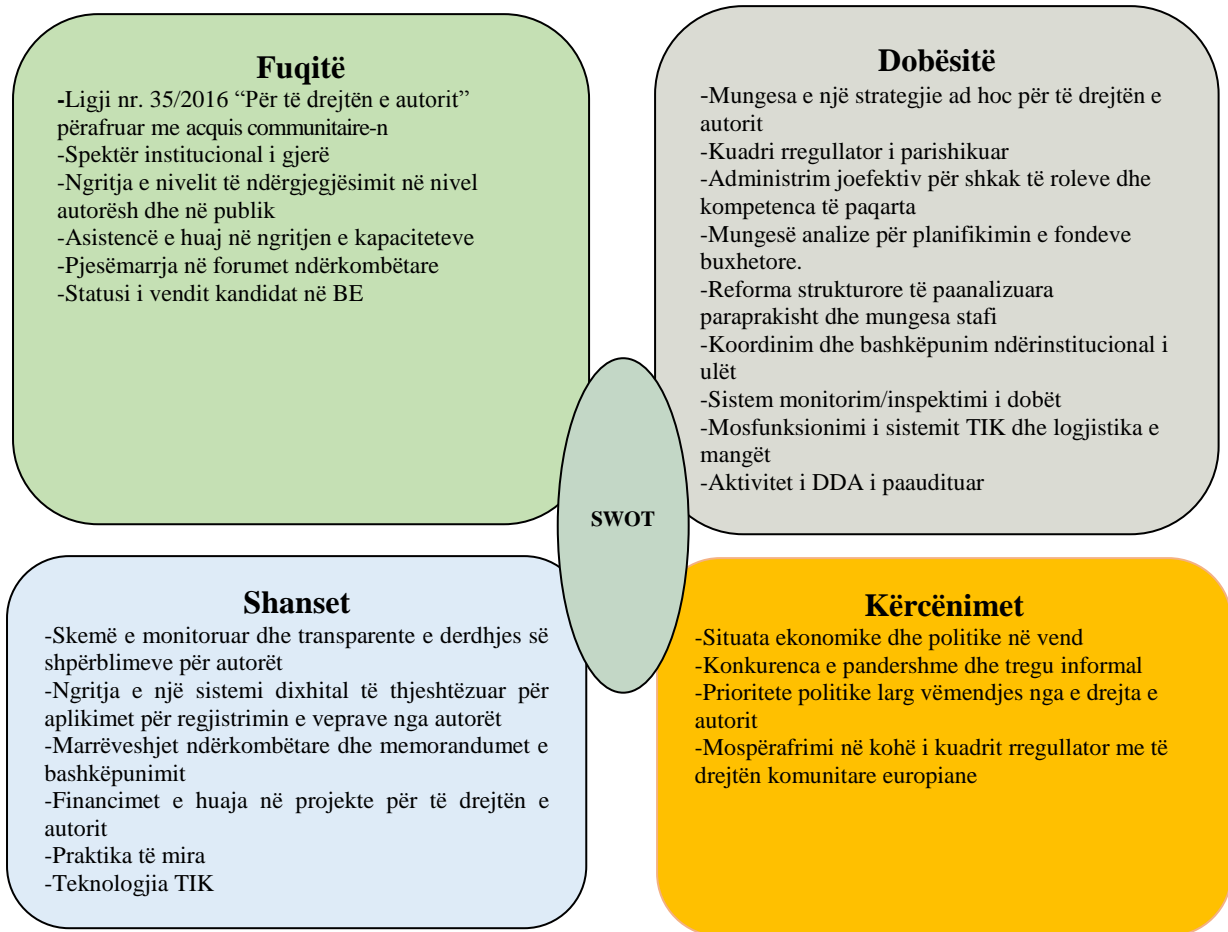 Fuqitë
-Ligji nr. 35/2016 “Për të drejtën e autorit”
përafruar me acquis communitaire-n
-Spektër institucional i gjerë
-Ngritja e nivelit të ndërgjegjësimit në nivel
autorësh dhe në publik
-Asistencë e huaj në ngritjen e kapaciteteve
-Pjesëmarrja në forumet ndërkombëtare
-Statusi i vendit kandidat në BE
Dobësitë
-Mungesa e një strategjie ad hoc për të drejtën e
autorit
-Kuadri rregullator i parishikuar
-Administrim joefektiv për shkak të roleve dhe
kompetenca të paqarta
-Mungesë analize për planifikimin e fondeve
buxhetore.
-Reforma strukturore të paanalizuara
paraprakisht dhe mungesa stafi
-Koordinim dhe bashkëpunim ndërinstitucional i
ulët
-Sistem monitorim/inspektimi i dobët
-Mosfunksionimi i sistemit TIK dhe logjistika e
mangët
-Aktivitet i DDA i paaudituar
SWOT
Shanset
-Skemë e monitoruar dhe transparente e derdhjes së
shpërblimeve për autorët
-Ngritja e një sistemi dixhital të thjeshtëzuar për
aplikimet për regjistrimin e veprave nga autorët
-Marrëveshjet ndërkombëtare dhe memorandumet e
bashkëpunimit
-Financimet e huaja në projekte për të drejtën e
autorit
-Praktika të mira
-Teknologjia TIK
Kërcënimet
-Situata ekonomike dhe politike në vend
-Konkurenca e pandershme dhe tregu informal
-Prioritete politike larg vëmendjes nga e drejta e
autorit
-Mospërafrimi në kohë i kuadrit rregullator me të
drejtën komunitare europiane